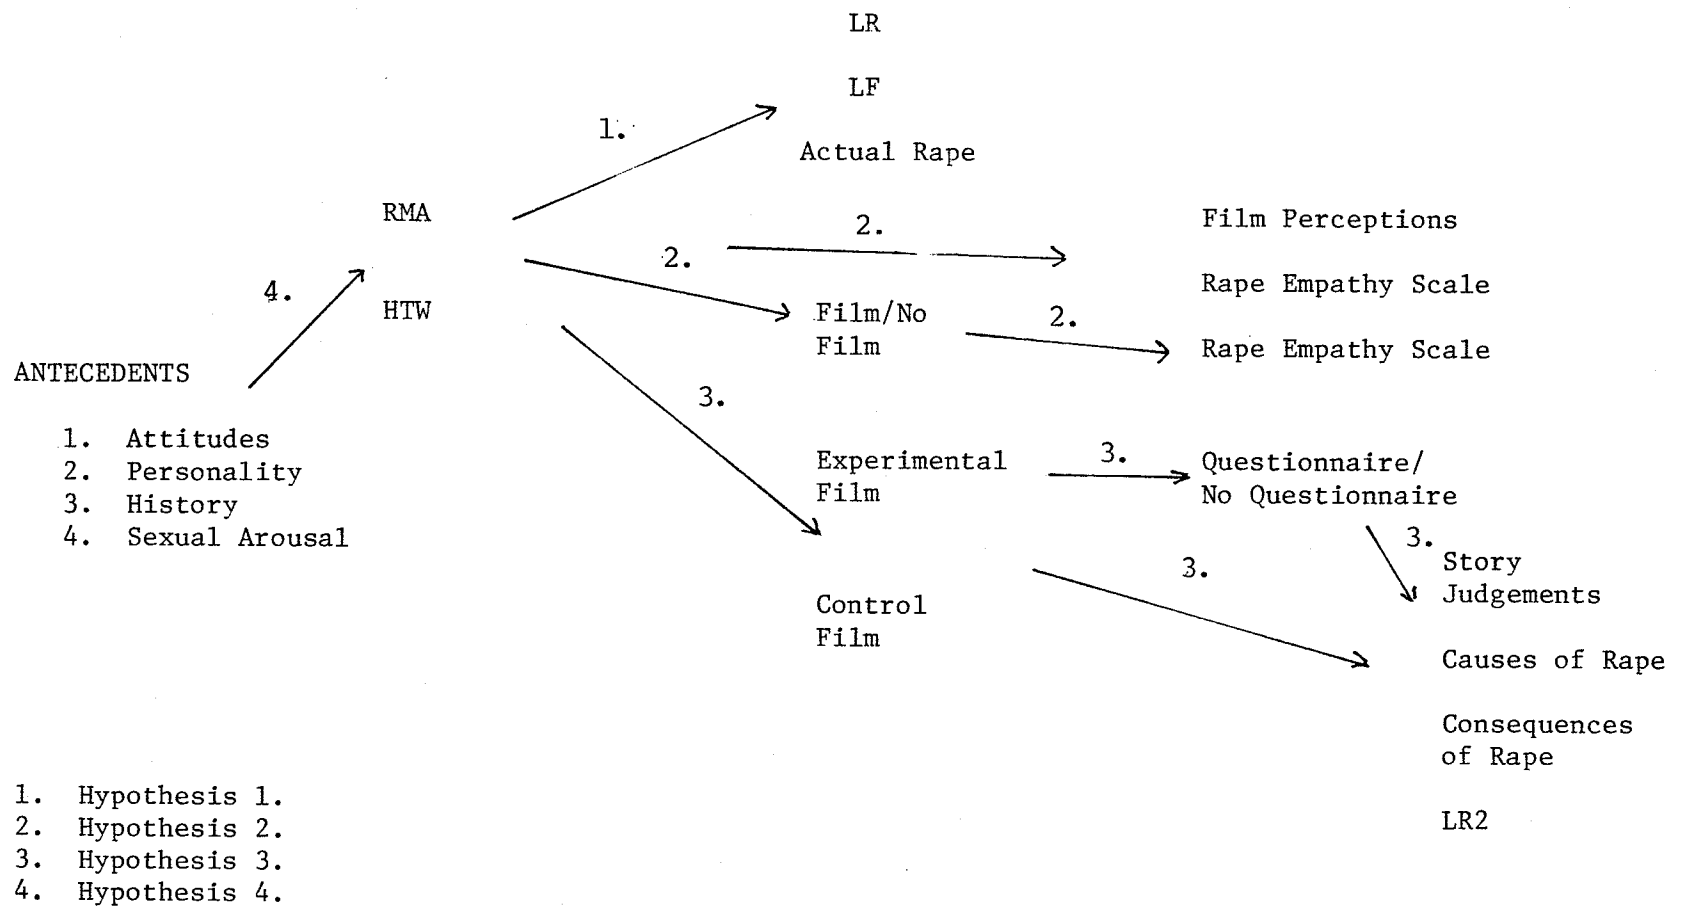 LR
LF
1.
Actual Rape
RMA
2.
2.
Film Perceptions
Rape Empathy Scale
4.
HTW
Film/No
Film
2.
Rape Empathy Scale
ANTECEDENTS
3.
1. Attitudes
2. Personality
3. History
4. Sexual Arousal
Experimental
Film
3.
Questionnaire/
No Questionnaire
3.
Story
Judgements
3.
Control
Film
Causes of Rape
Consequences
of Rape
LR2
1. Hypothesis 1.
2. Hypothesis 2.
3. Hypothesis 3.
4. Hypothesis 4.